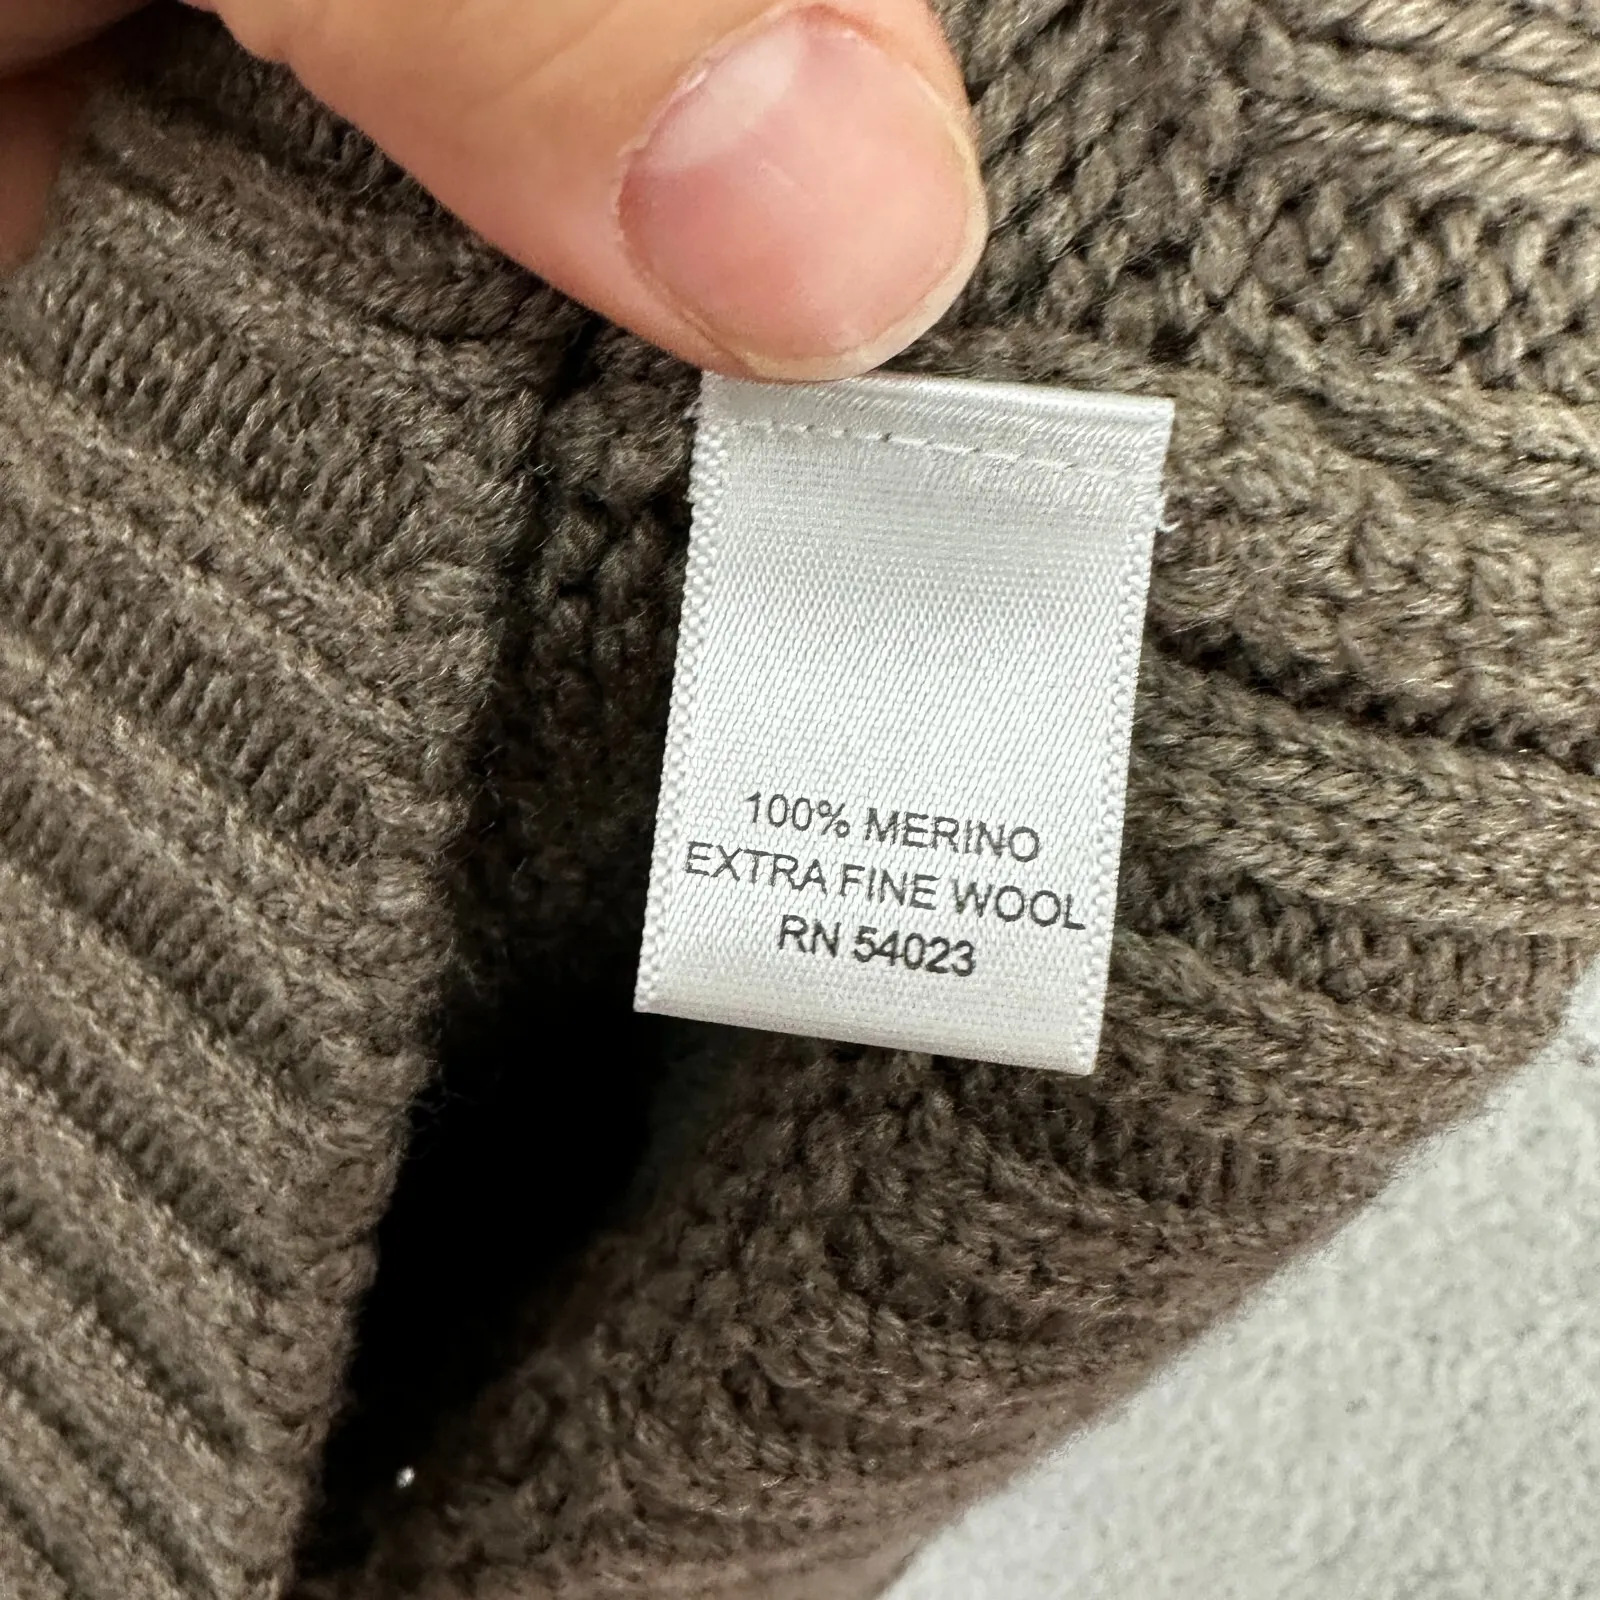 100% MERINO
EXTRA FINE WOOL
RN 54023